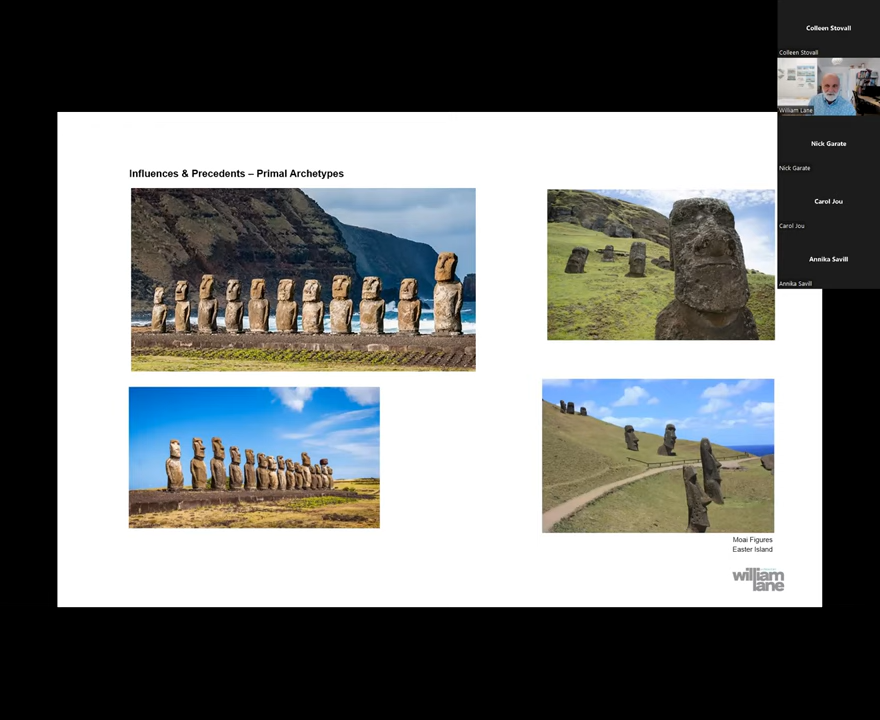 Colleen Stovall
Colleen Stovall
William Lane
Nick Garate
Nick Garate
Carol Jou
Carol Jou
Annika Savill
Annika Savill
Influences & Precedents – Primal Archetypes
Moai Figures
Easter Island
william
lane